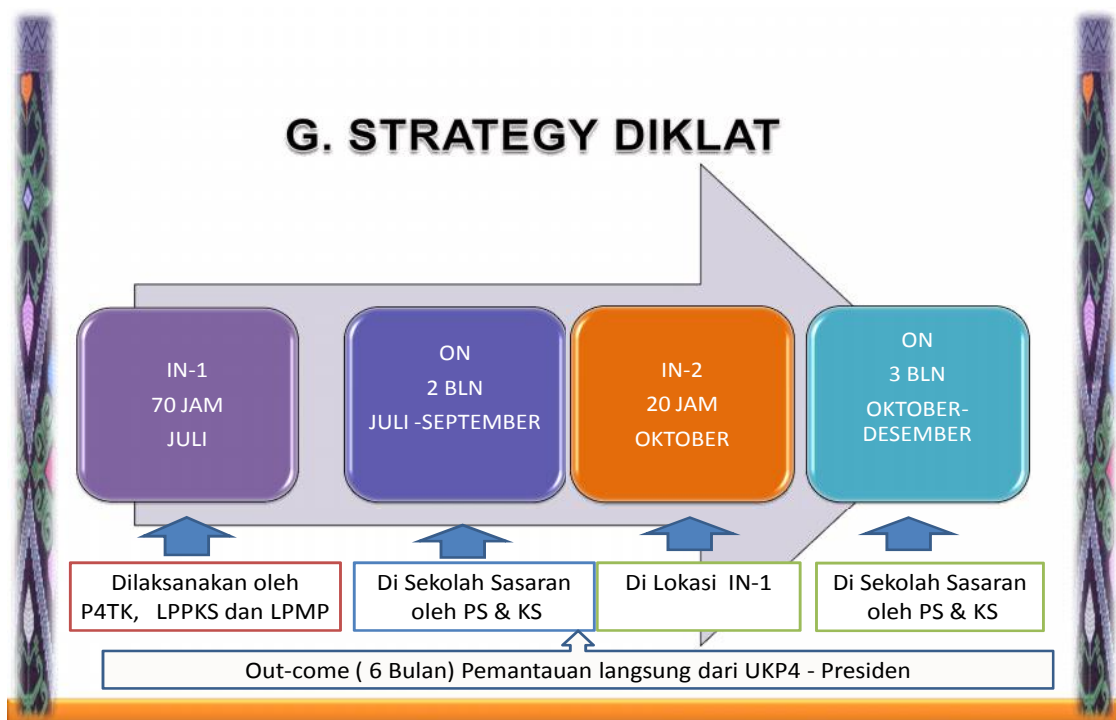 G. STRATEGY DIKLAT
IN-1
70 JAM
JULI
ON
2 BLN
JULI -SEPTEMBER
IN-2
20 JAM
OKTOBER
ON
3 BLN
OKTOBER-
DESEMBER
Dilaksanakan oleh
P4TK, LPPKS dan LPMP
Di Sekolah Sasaran
oleh PS & KS
Di Lokasi IN-1
Di Sekolah Sasaran
oleh PS & KS
Out-come ( 6 Bulan) Pemantauan langsung dari UKP4 - Presiden